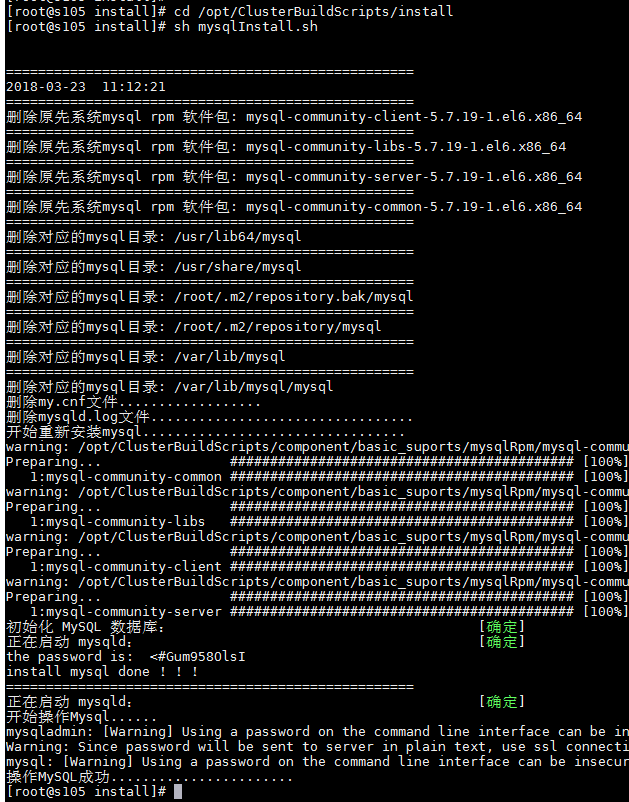 [root@s105 install]# cd /opt/ClusterBuildScripts/install
[root@s105 install]# sh mysqlInstall.sh
===================================================
2018-03-23  11:12:21
===================================================
删除原先系统mysql rpm 软件包: mysql-community-client-5.7.19-1.el6.x86_64
===================================================
删除原先系统mysql rpm 软件包: mysql-community-libs-5.7.19-1.el6.x86_64
===================================================
删除原先系统mysql rpm 软件包: mysql-community-server-5.7.19-1.el6.x86_64
===================================================
删除原先系统mysql rpm 软件包: mysql-community-common-5.7.19-1.el6.x86_64
===================================================
删除对应的mysql目录: /usr/lib64/mysql
===================================================
删除对应的mysql目录: /usr/share/mysql
===================================================
删除对应的mysql目录: /root/.m2/repository.bak/mysql
===================================================
删除对应的mysql目录: /root/.m2/repository/mysql
===================================================
删除对应的mysql目录: /var/lib/mysql
===================================================
删除对应的mysql目录: /var/lib/mysql/mysql
删除my.cnf文件..................
删除mysqld.log文件.................................
开始重新安装mysql.................................
warning: /opt/ClusterBuildScripts/component/basic_suports/mysqlRpm/mysql-commu
Preparing...                ########################################### [100%]
1:mysql-community-common ########################################### [100%]
warning: /opt/ClusterBuildScripts/component/basic_suports/mysqlRpm/mysql-commu
Preparing...                ########################################### [100%]
1:mysql-community-libs   ########################################### [100%]
warning: /opt/ClusterBuildScripts/component/basic_suports/mysqlRpm/mysql-commu
Preparing...                ########################################### [100%]
1:mysql-community-client ########################################### [100%]
warning: /opt/ClusterBuildScripts/component/basic_suports/mysqlRpm/mysql-commu
Preparing...                ########################################### [100%]
1:mysql-community-server ########################################### [100%]
初始化 MySQL 数据库： [确定]
正在启动 mysqld： [确定]
the password is:  <#Gum958OlsI
install mysql done ！！！
===================================================
正在启动 mysqld： [确定]
开始操作Mysql......
mysqladmin: [Warning] Using a password on the command line interface can be in
Warning: Since password will be sent to server in plain text, use ssl connecti
mysql: [Warning] Using a password on the command line interface can be insecur
操作MySQL成功.......................
[root@s105 install]#